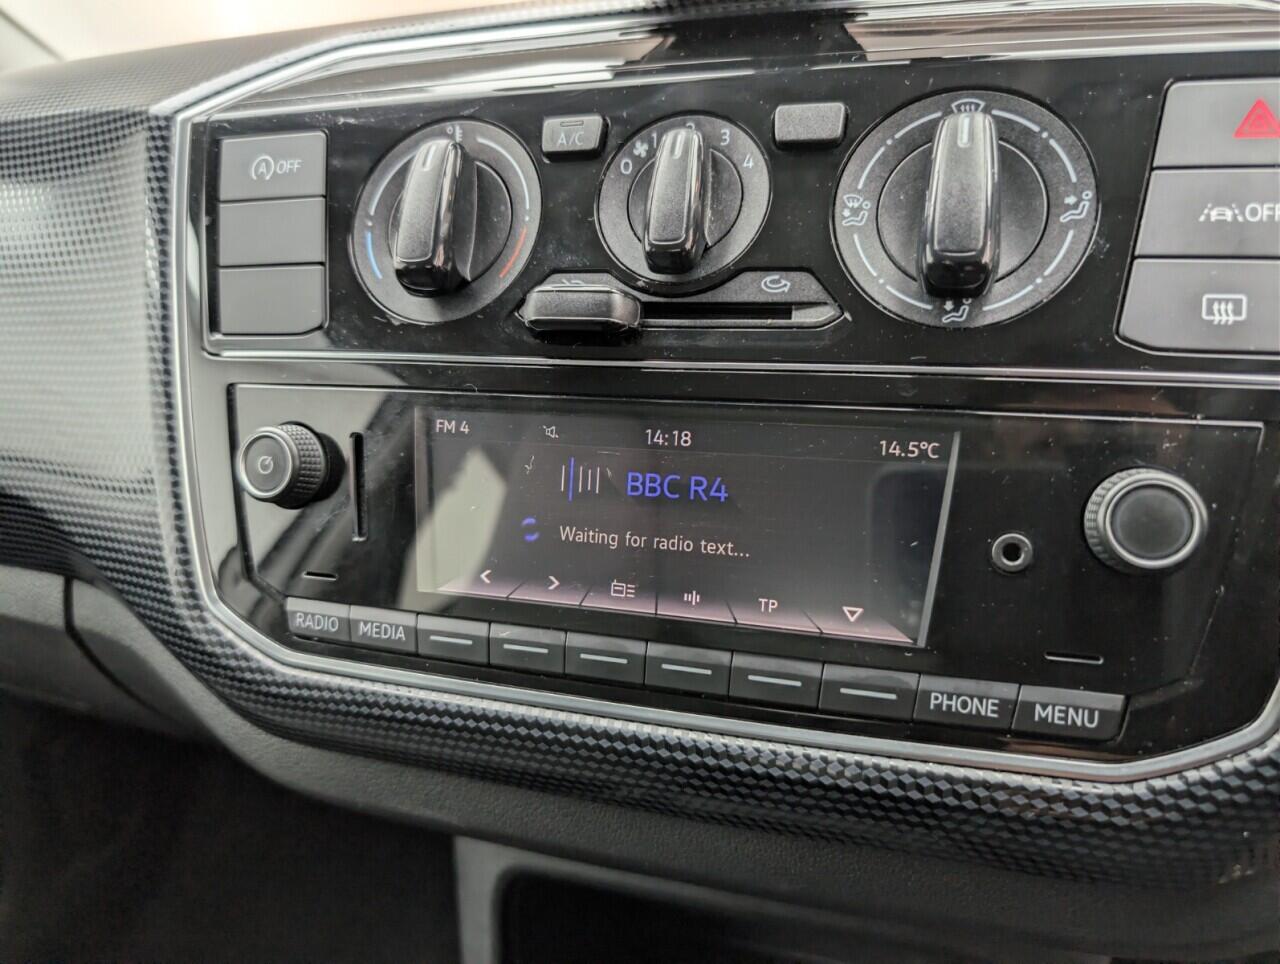 A OFF
A/C
0 1 2 3 4
OFF
FM 4
14:18
14.5°C
BBC R4
Waiting for radio text...
TP
RADIO
MEDIA
PHONE
MENU